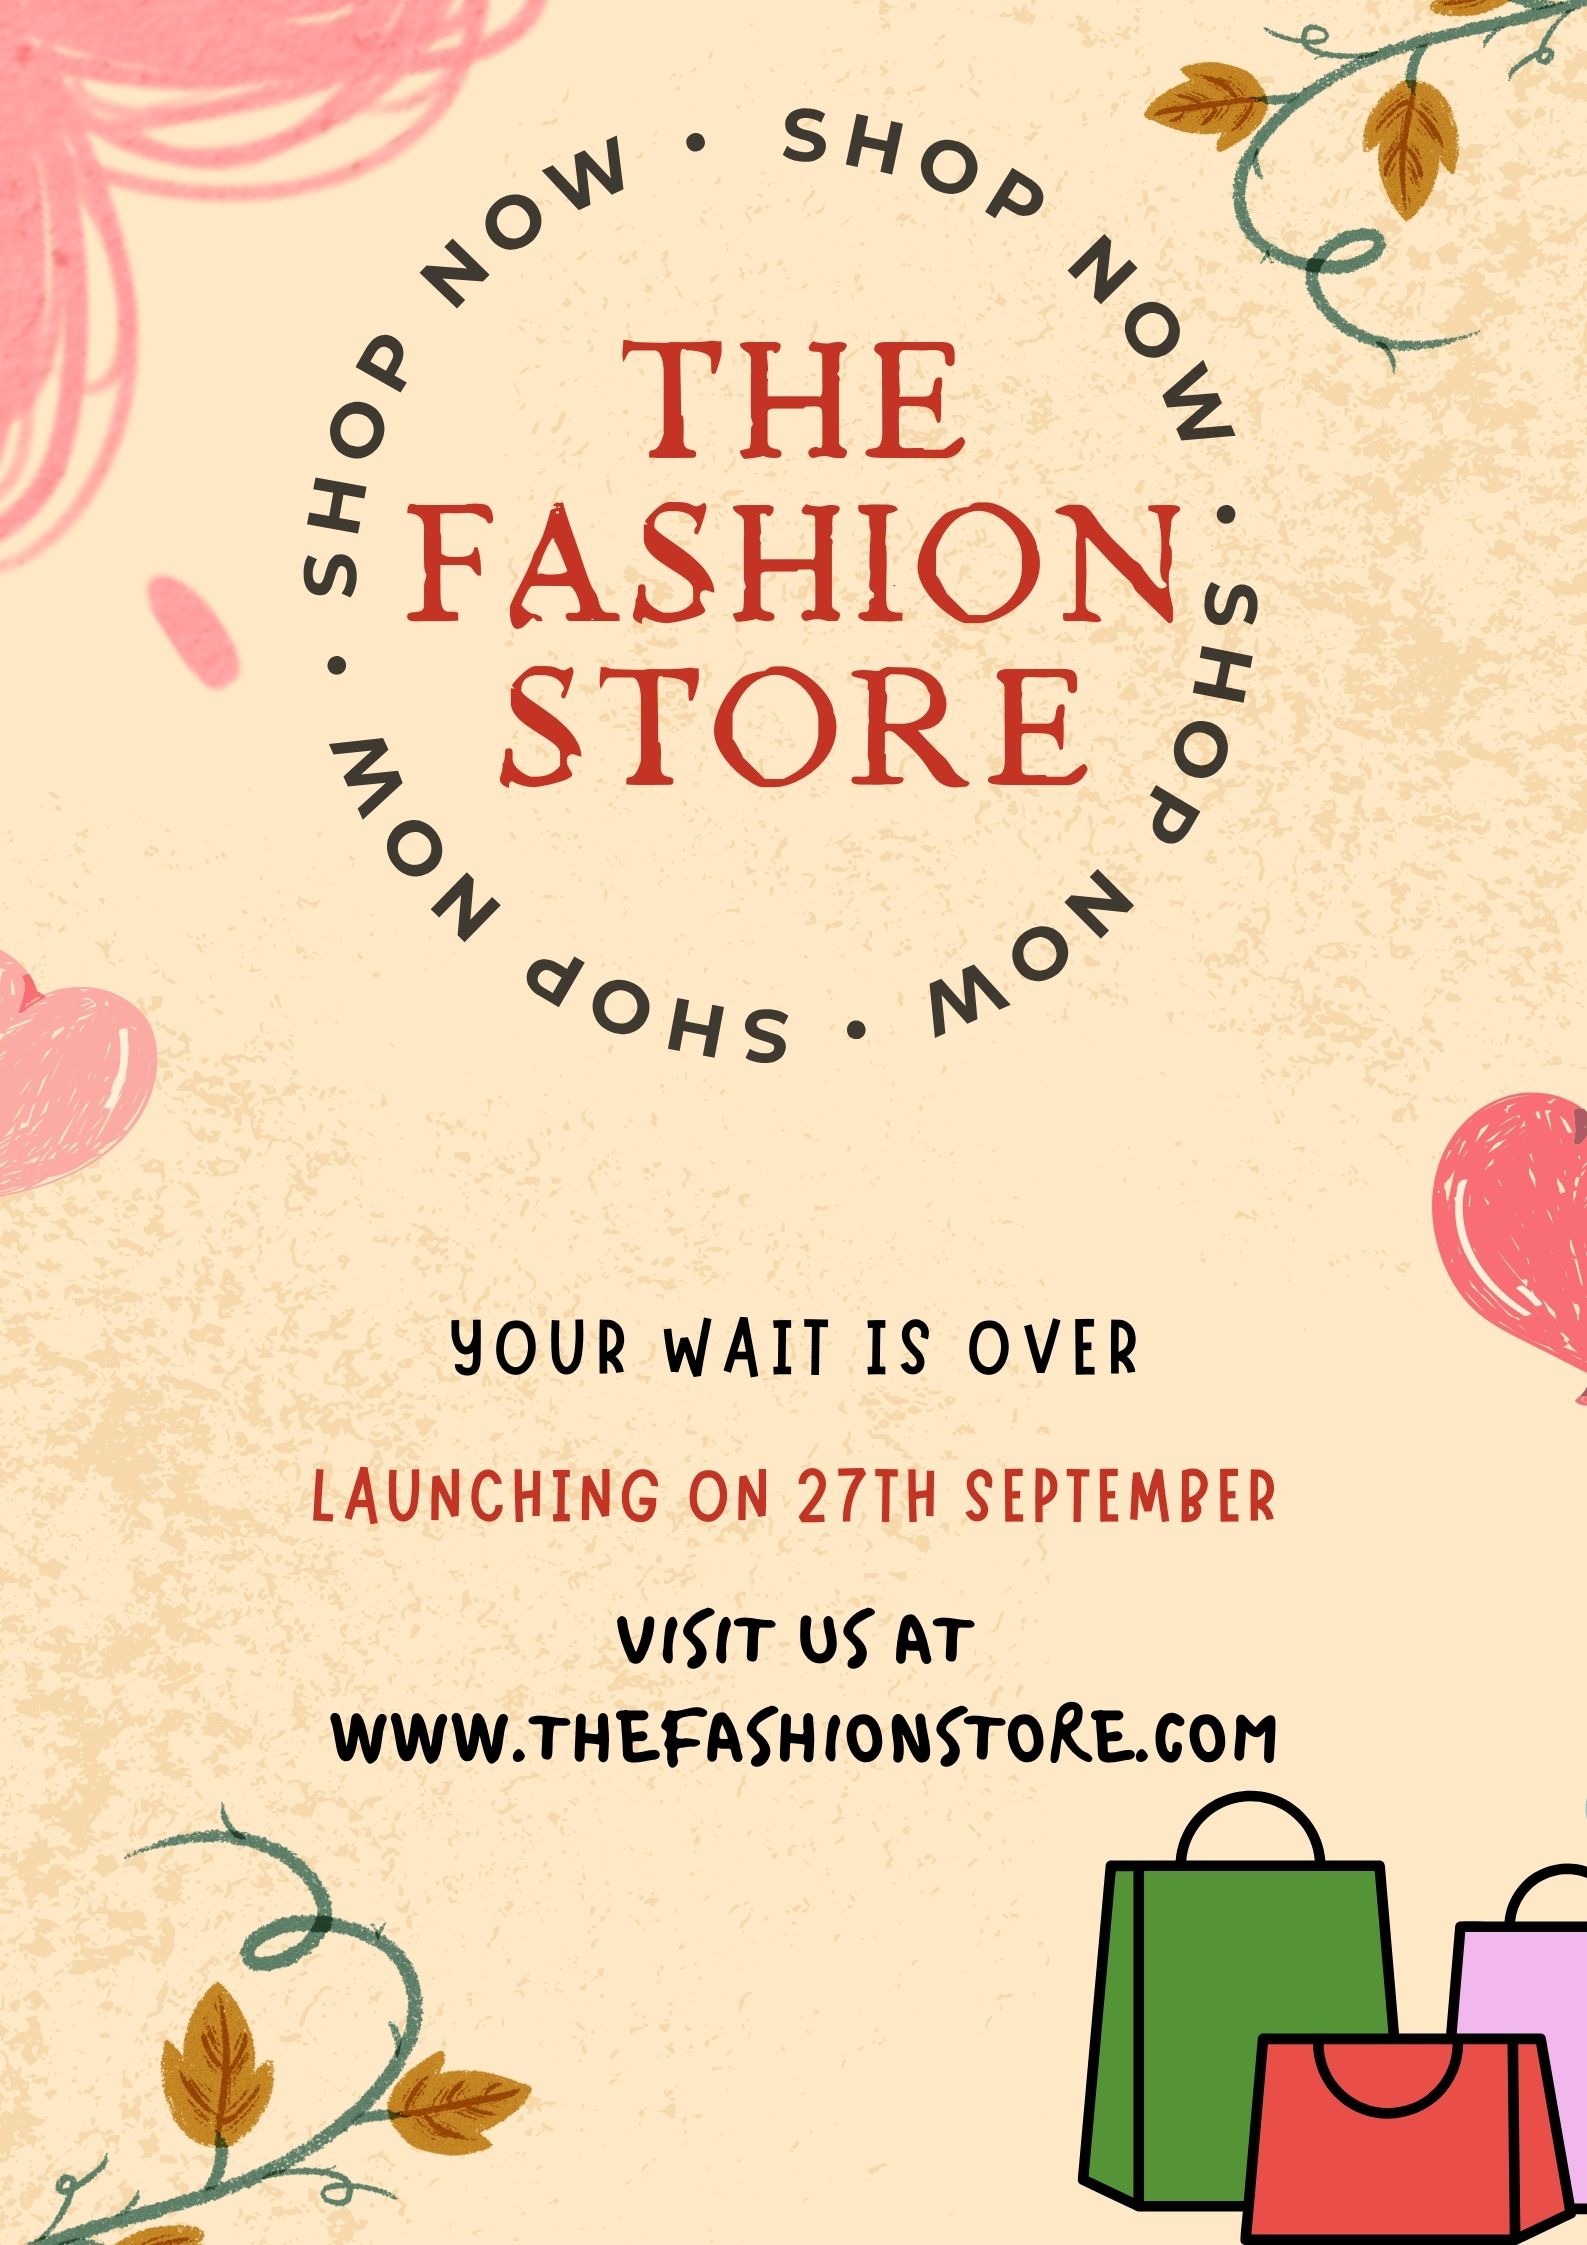 SHOP NOW • SHOP NOW • SHOP NOW • SHOP NOW •
THE
FASHION
STORE
YOUR WAIT IS OVER
LAUNCHING ON 27TH SEPTEMBER
VISIT US AT
WWW.THEFASHIONSTORE.COM